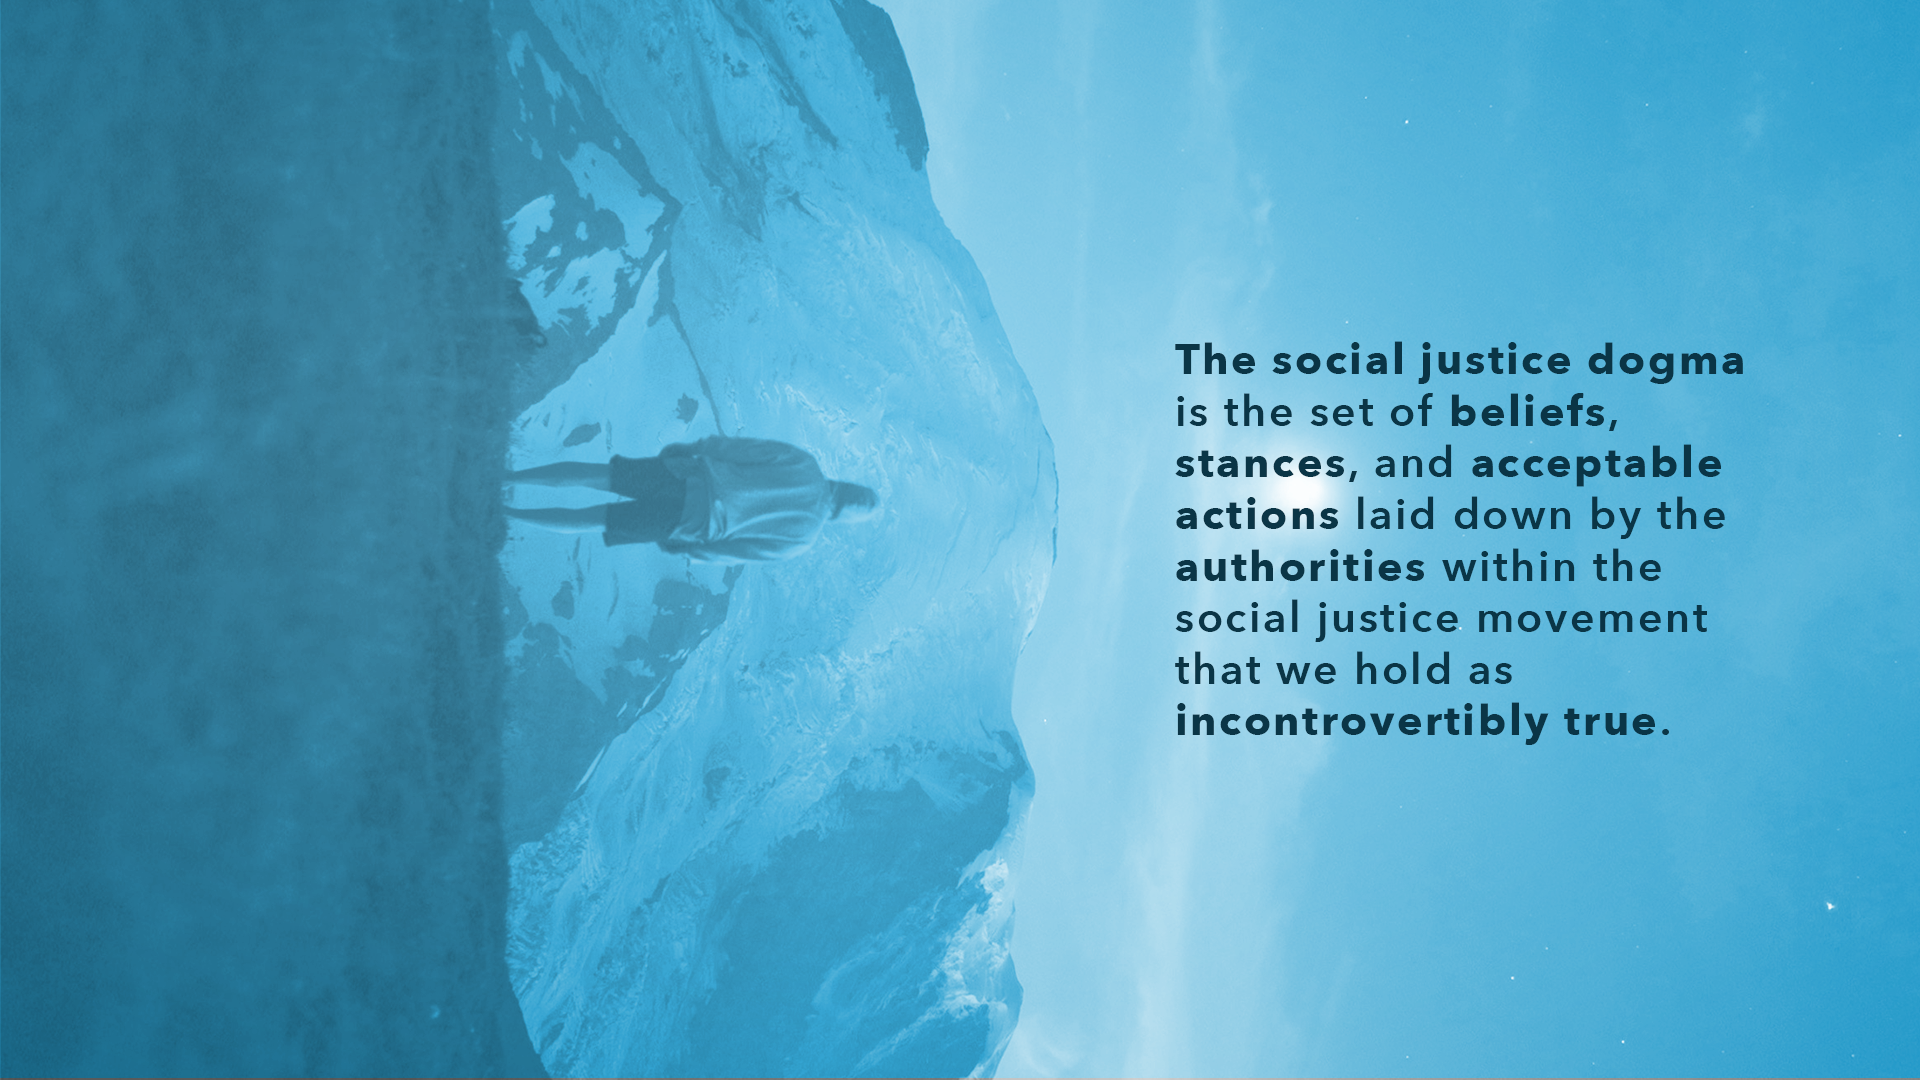 The social justice dogma
is the set of beliefs,
stances, and acceptable
actions laid down by the
authorities within the
social justice movement
that we hold as
incontrovertibly true.